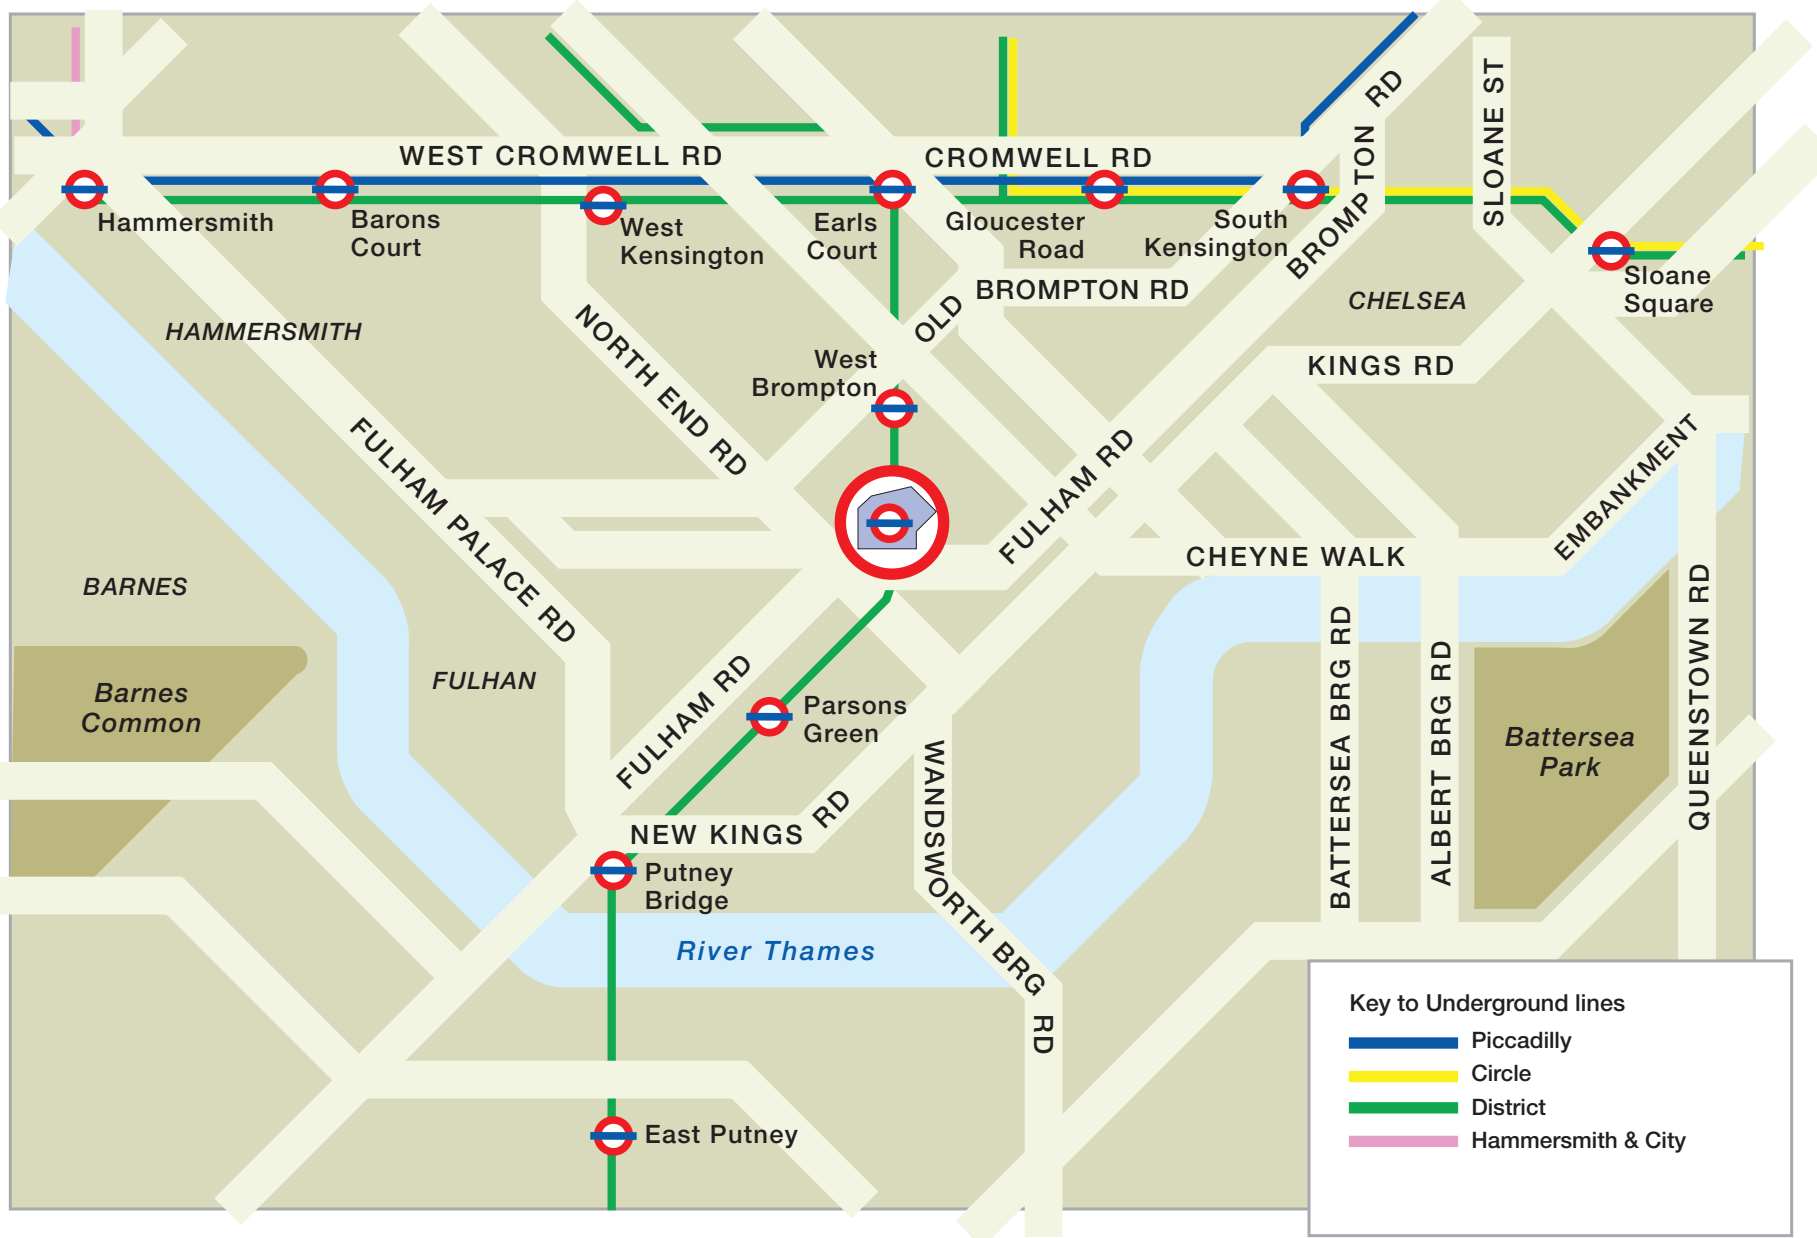 WEST CROMWELL RD
CROMWELL RD
BROMPTON RD
SLOANE ST
Hammersmith
Barons
Court
West
Kensington
Earls
Court
Gloucester
Road
South
Kensington
Sloane
Square
OLD
BROMPTON RD
CHELSEA
HAMMERSMITH
NORTH END RD
West
Brompton
KINGS RD
FULHAM PALACE RD
FULHAM RD
EMBANKMENT
CHEYNE WALK
BARNES
FULHAN
Barnes
Common
FULHAM RD
Parsons
Green
WANDSWORTH BRG RD
BATTERSEA BRG RD
ALBERT BRG RD
QUEENSTOWN RD
Battersea
Park
NEW KINGS RD
Putney
Bridge
River Thames
East Putney
Key to Underground lines
Piccadilly
Circle
District
Hammersmith & City